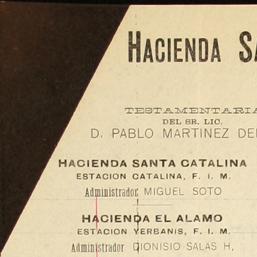 HACIENDA SA
TESTAMENTARIA
DEL SR. LIC.
D. PABLO MARTINEZ DEL
HACIENDA SANTA CATALINA
ESTACION CATALINA, F. I. M.
Administrador MIGUEL SOTO
HACIENDA EL ALAMO
ESTACION YERBANIS, F. I. M.
Administrador DIONISIO SALAS H,